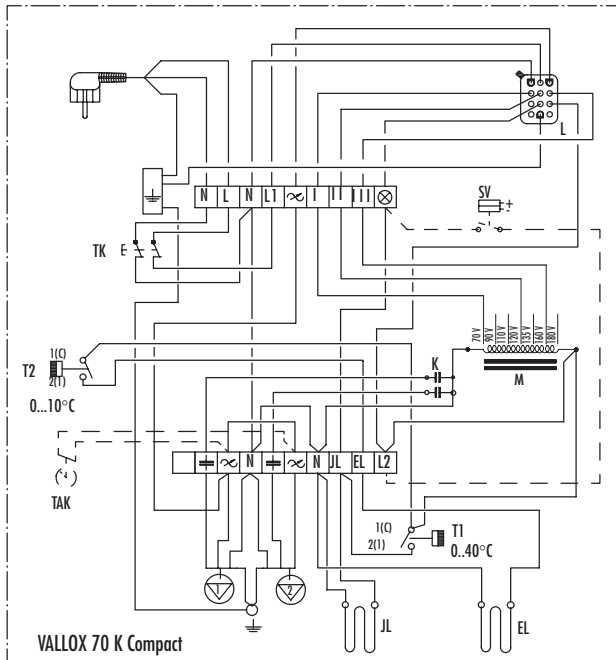 L
SV
N L N L1 I II III
TK E
70 V 90 V 110 V 120 V 135 V 160 V 180 V
1(C)
T2
2(1)
K
M
0...10°C
N N JL EL L2
TAK
1(C)
T1
2(1)
0..40°C
1 2
JL EL
VALLOX 70 K Compact